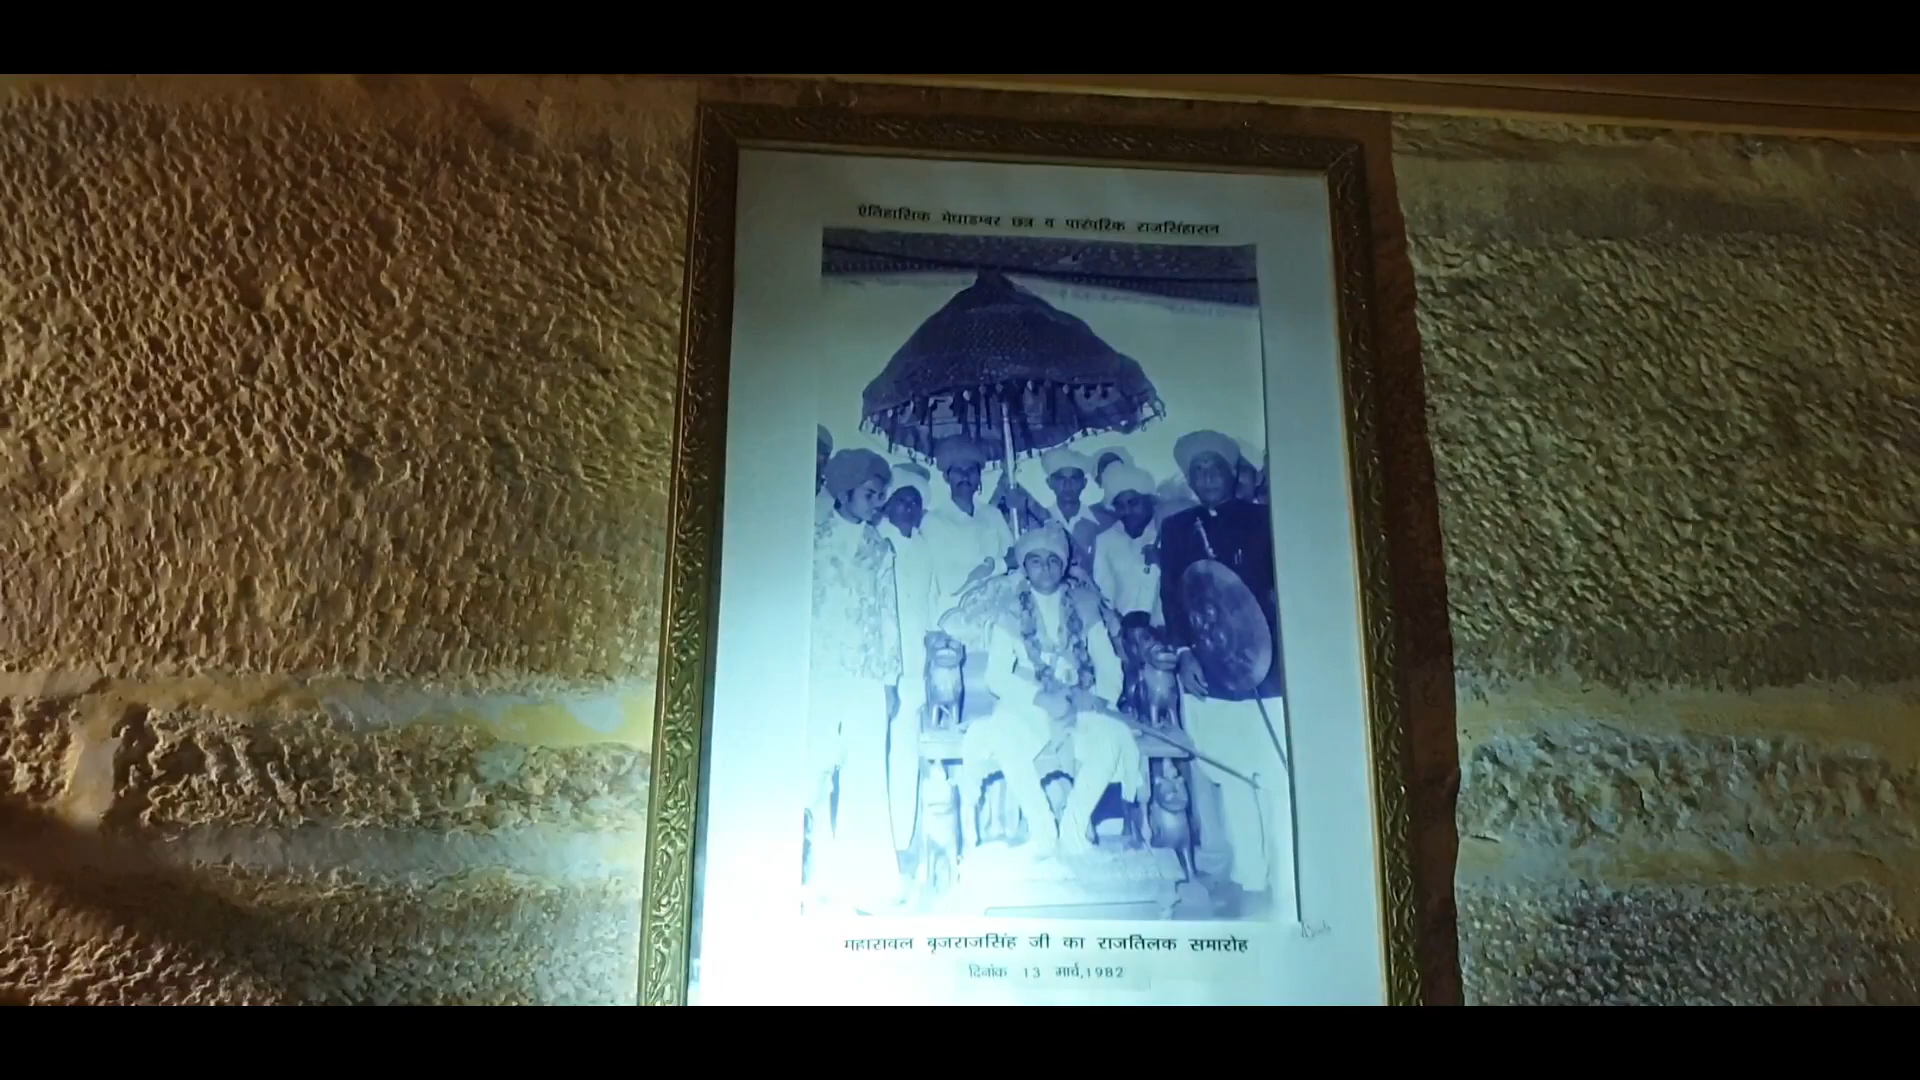 ऐतिहासिक मेघाडम्बर छत्र व पारंपरिक राजसिंहासन
महारावल बृजराजसिंह जी का राजतिलक समारोह
दिनांक 13 मार्च,1982